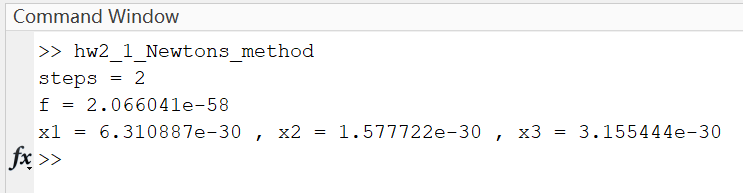 Command Window
>> hw2_1_Newtons_method
steps = 2
f = 2.066041e-58
x1 = 6.310887e-30 , x2 = 1.577722e-30 , x3 = 3.155444e-30
fx >>